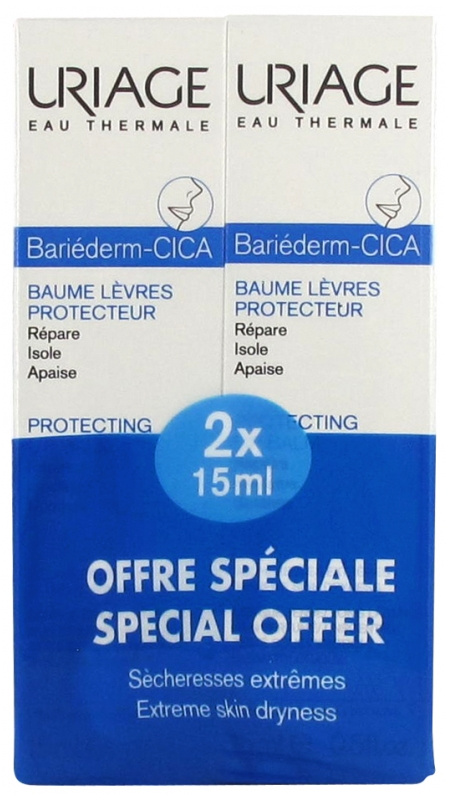 URIAGE
EAU THERMALE
Bariéderm-CICA
BAUME LÈVRES
PROTECTEUR
Répare
Isole
Apaise
PROTECTING
URIAGE
EAU THERMALE
Bariéderm-CICA
BAUME LÈVRES
PROTECTEUR
Répare
Isole
Apaise
CTING
2x
15ml
OFFRE SPÉCIALE
SPECIAL OFFER
Sècheresses extrêmes
Extreme skin dryness